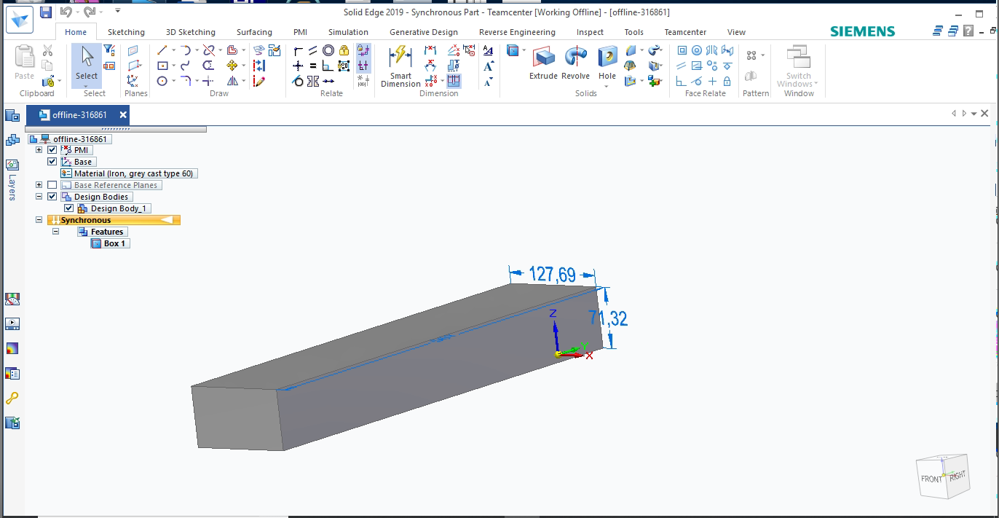 Solid Edge 2019 - Synchronous Part - Teamcenter [Working Offline] - [offline-316861]
Home Sketching 3D Sketching Surfacing PMI Simulation Generative Design Reverse Engineering Inspect Tools Teamcenter View SIEMENS
Paste Select Smart Dimension Extrude Revolve Hole Switch Windows
Clipboard Select Planes Draw Relate Dimension Solids Face Relate Pattern Window
offline-316861
offline-316861
PMI
Base
Material (Iron, grey cast type 60)
Layers
Base Reference Planes
Design Bodies
Design Body_1
Synchronous
Features
Box 1
127,69
71,32
Z
Y
X
FRONT RIGHT